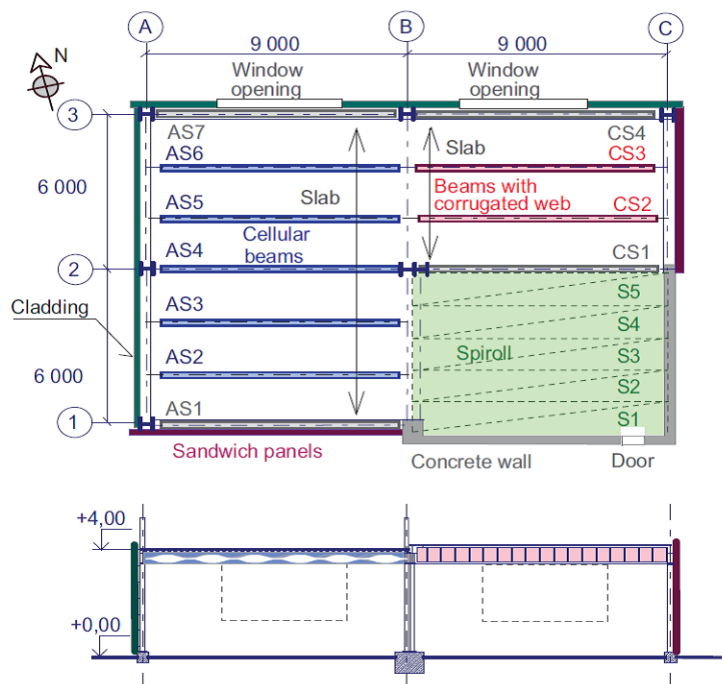 N
A
B
C
9 000
9 000
Window
opening
Window
opening
3
AS7
CS4
AS6
Slab
CS3
6 000
AS5
Slab
Beams with
corrugated web
CS2
AS4
Cellular
beams
CS1
2
S5
Cladding
AS3
S4
Spiroll
S3
6 000
AS2
S2
AS1
S1
1
Sandwich panels
Concrete wall
Door
+4,00
+0,00